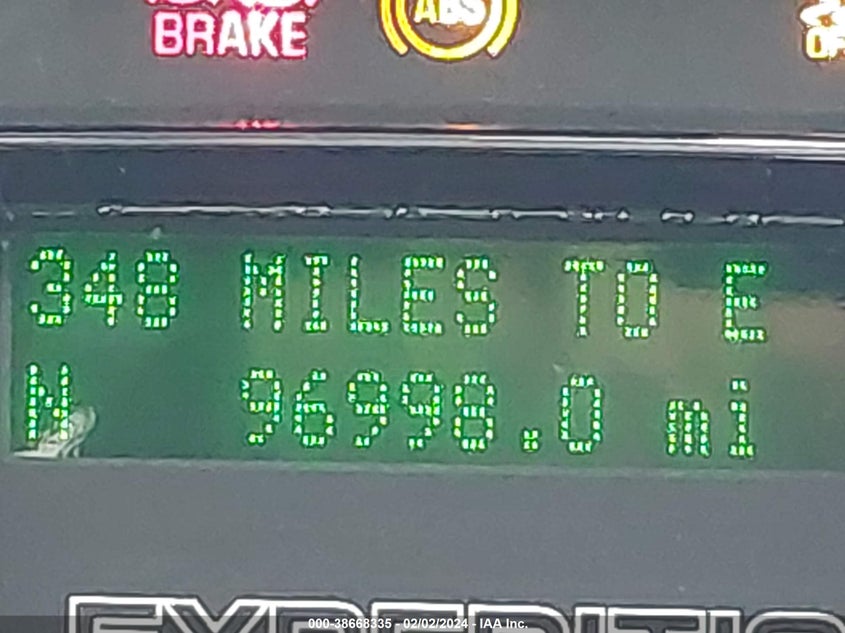 BRAKE
ABS
348 MILES TO E
N 96998.0 mi
000-38668335 - 02/02/2024 - IAA Inc.